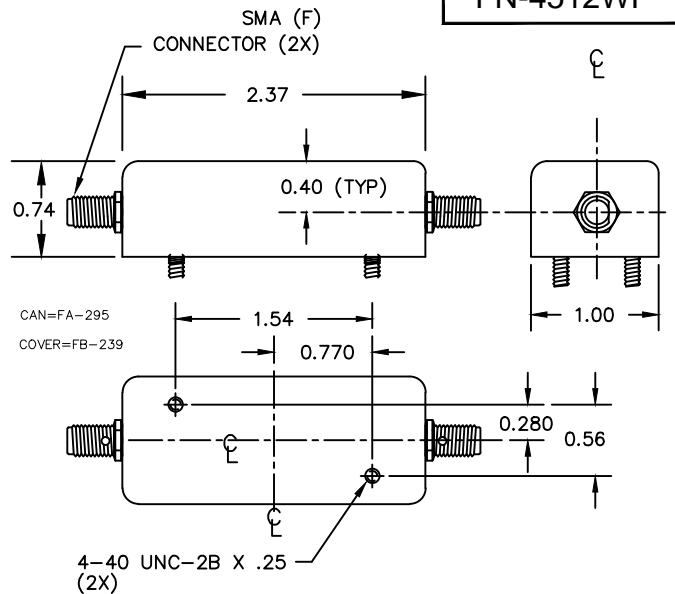 SMA (F)
CONNECTOR (2X)
2.37
0.74
0.40 (TYP)
1.00
CAN=FA-295
COVER=FB-239
1.54
0.770
0.280
0.56
4-40 UNC-2B X .25
(2X)